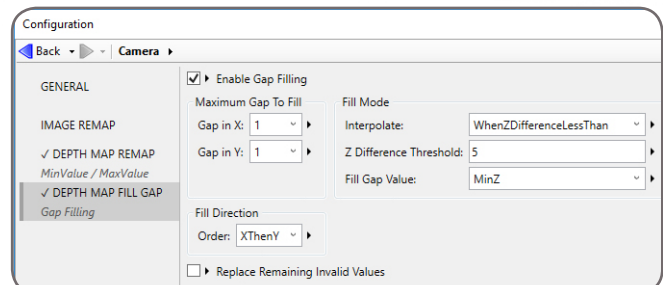 Configuration
Back Camera
GENERAL
IMAGE REMAP
✓ DEPTH MAP REMAP
MinValue / MaxValue
✓ DEPTH MAP FILL GAP
Gap Filling
Enable Gap Filling
Maximum Gap To Fill
Gap in X: 1
Gap in Y: 1
Fill Mode
Interpolate: WhenZDifferenceLessThan
Z Difference Threshold: 5
Fill Gap Value: MinZ
Fill Direction
Order: XThenY
Replace Remaining Invalid Values